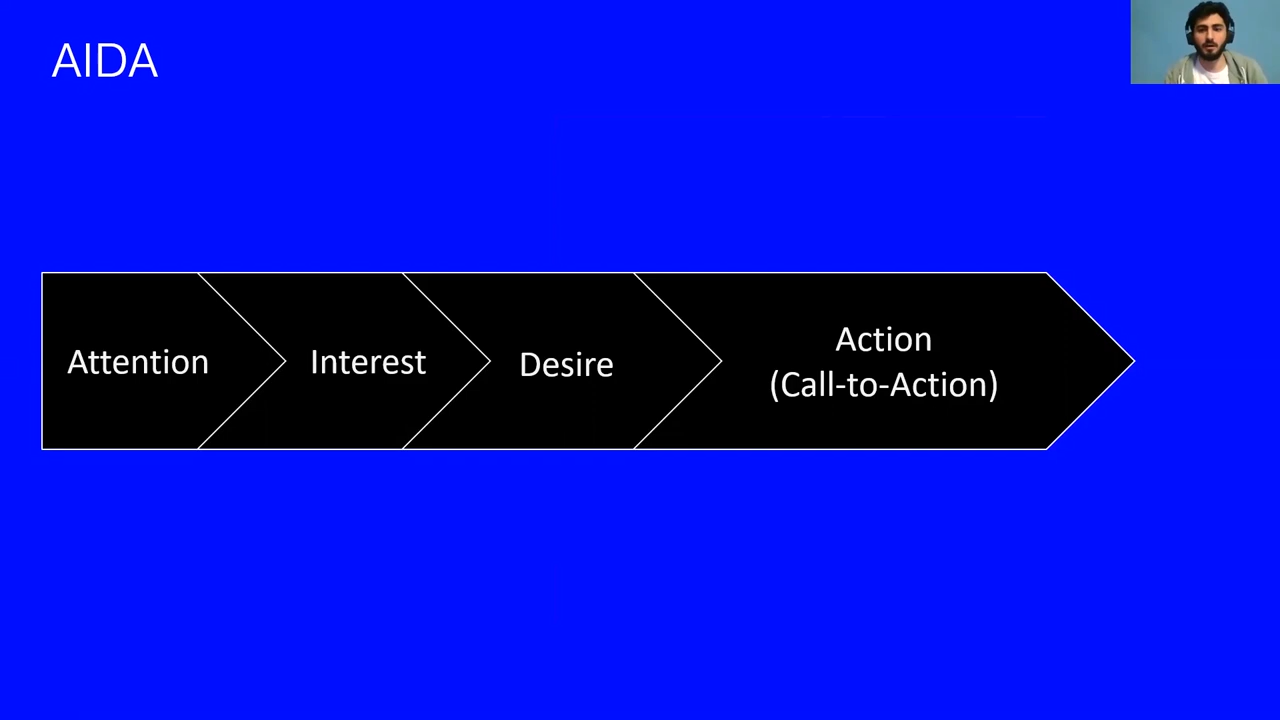 AIDA
Attention
Interest
Desire
Action
(Call-to-Action)